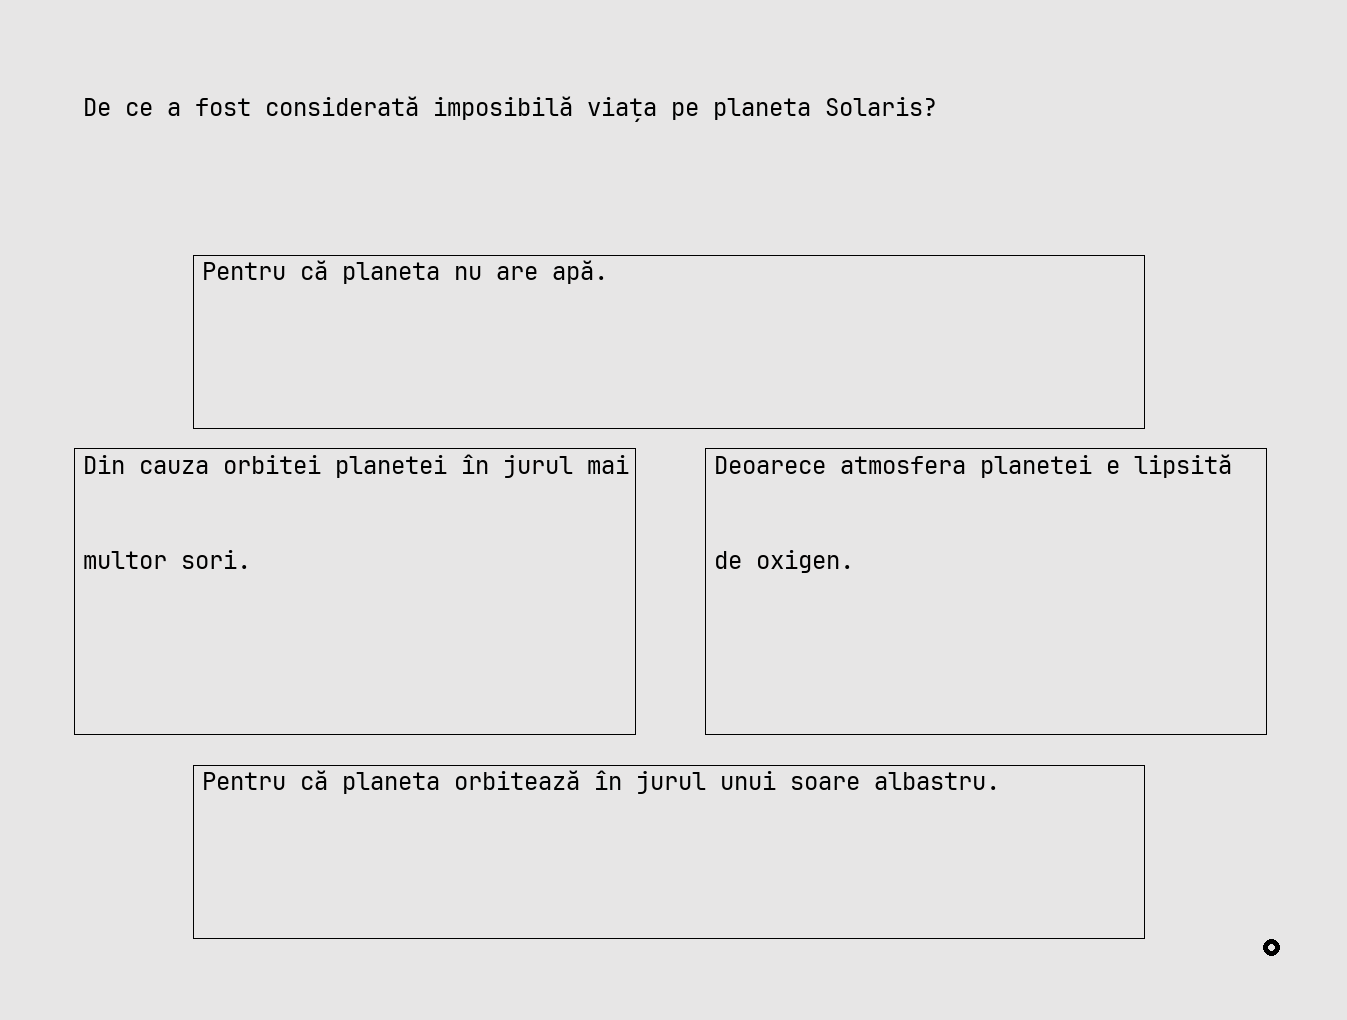 De ce a fost considerată imposibilă viața pe planeta Solaris?
Pentru că planeta nu are apă.
Din cauza orbitei planetei în jurul mai
multor sori.
Deoarece atmosfera planetei e lipsită
de oxigen.
Pentru că planeta orbitează în jurul unui soare albastru.